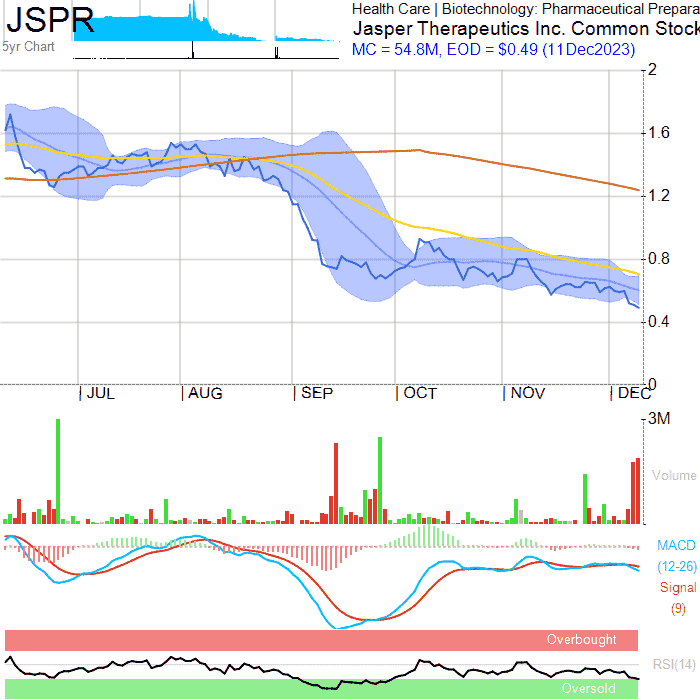 JSPR
5yr Chart
Health Care | Biotechnology: Pharmaceutical Prepara
Jasper Therapeutics Inc. Common Stock
MC = 54.8M, EOD = $0.49 (11Dec2023)
2
1.6
1.2
0.8
0.4
0
JUL
AUG
SEP
OCT
NOV
DEC
3M
Volume
MACD
(12-26)
Signal
(9)
Overbought
RSI(14)
Oversold